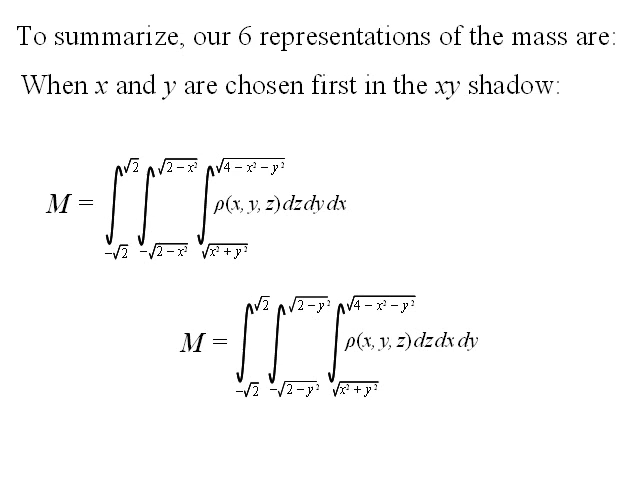 To summarize, our 6 representations of the mass are:
When x and y are chosen first in the xy shadow:
M = ∫_{-√2}^{√2} ∫_{-√(2 – x²)}^{√(2 – x²)} ∫_{√(x² + y²)}^{√(4 – x² – y²)} ρ(x, y, z) dz dy dx
M = ∫_{-√2}^{√2} ∫_{-√(2 – y²)}^{√(2 – y²)} ∫_{√(x² + y²)}^{√(4 – x² – y²)} ρ(x, y, z) dz dx dy